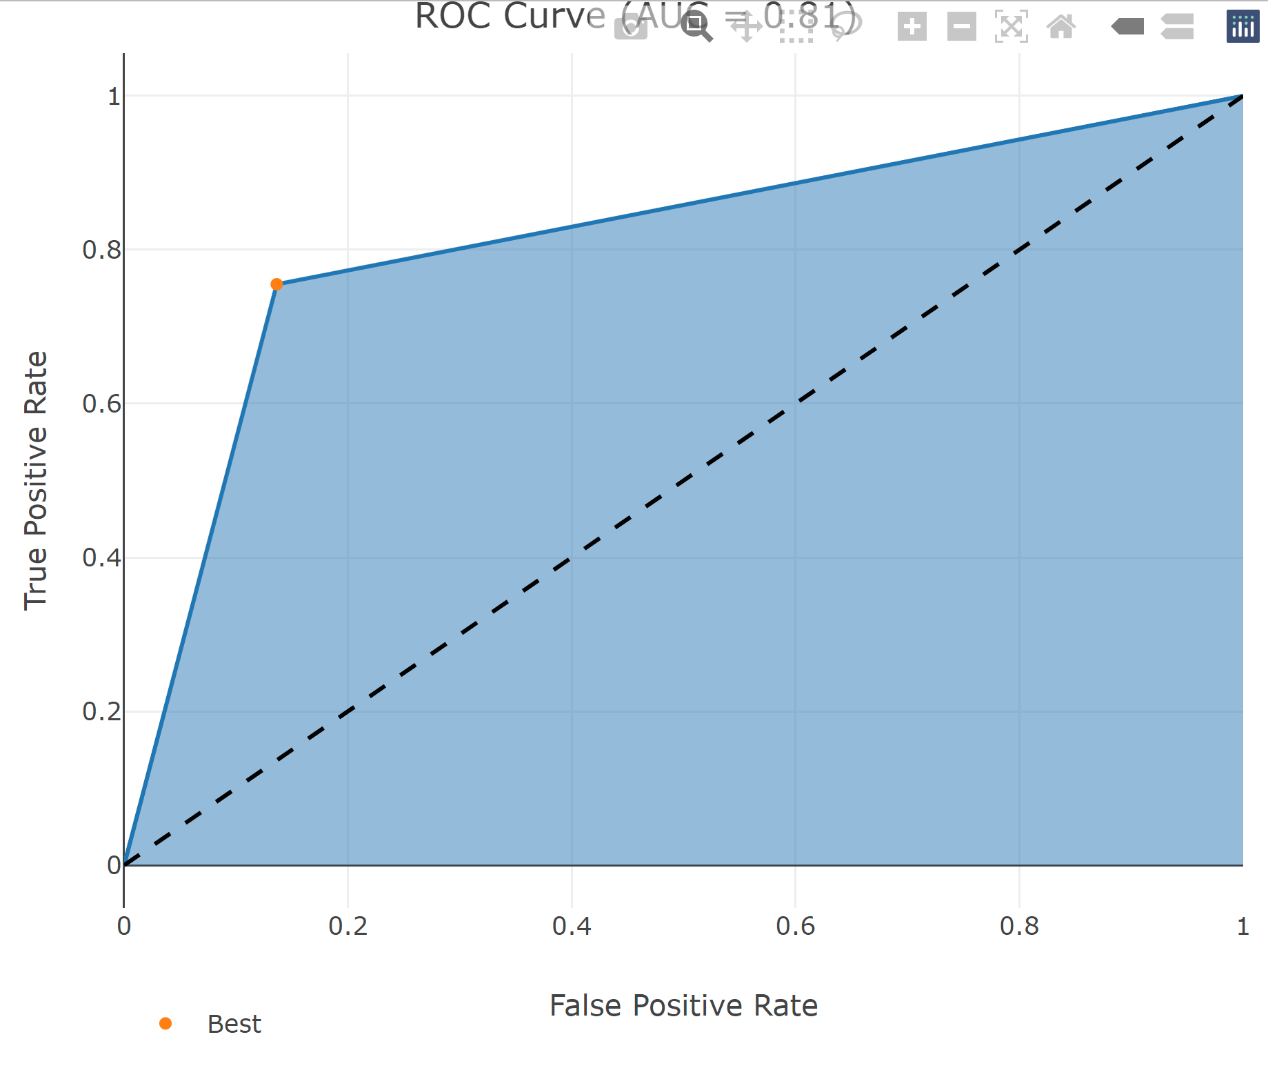 ROC Curve (AUC = 0.81)
1
0.8
0.6
0.4
0.2
0
True Positive Rate
0 0.2 0.4 0.6 0.8 1
False Positive Rate
Best